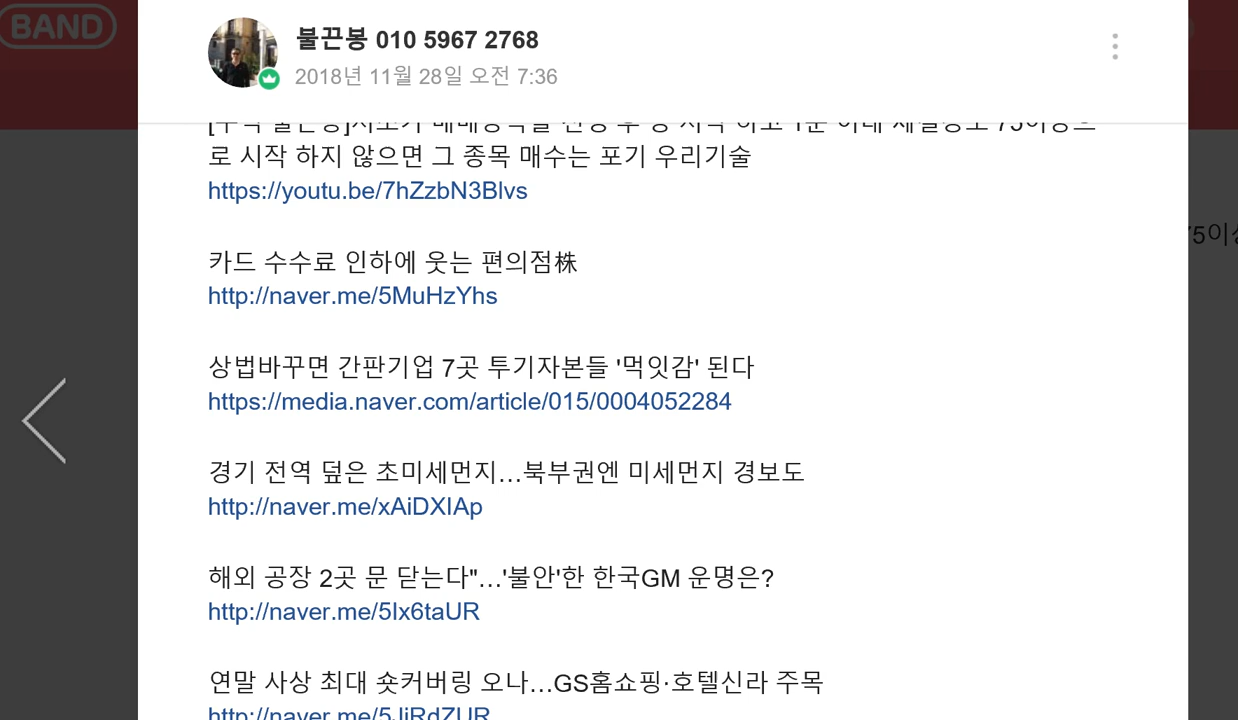 BAND
불끈봉 010 5967 2768
2018년 11월 28일 오전 7:36
로 시작 하지 않으면 그 종목 매수는 포기 우리기술
https://youtu.be/7hZzbN3Blvs
카드 수수료 인하에 웃는 편의점株
http://naver.me/5MuHzYhs
상법바꾸면 간판기업 7곳 투기자본들 '먹잇감' 된다
https://media.naver.com/article/015/0004052284
경기 전역 덮은 초미세먼지…북부권엔 미세먼지 경보도
http://naver.me/xAiDXIAp
해외 공장 2곳 문 닫는다"…'불안'한 한국GM 운명은?
http://naver.me/5Ix6taUR
연말 사상 최대 숏커버링 오나…GS홈쇼핑·호텔신라 주목